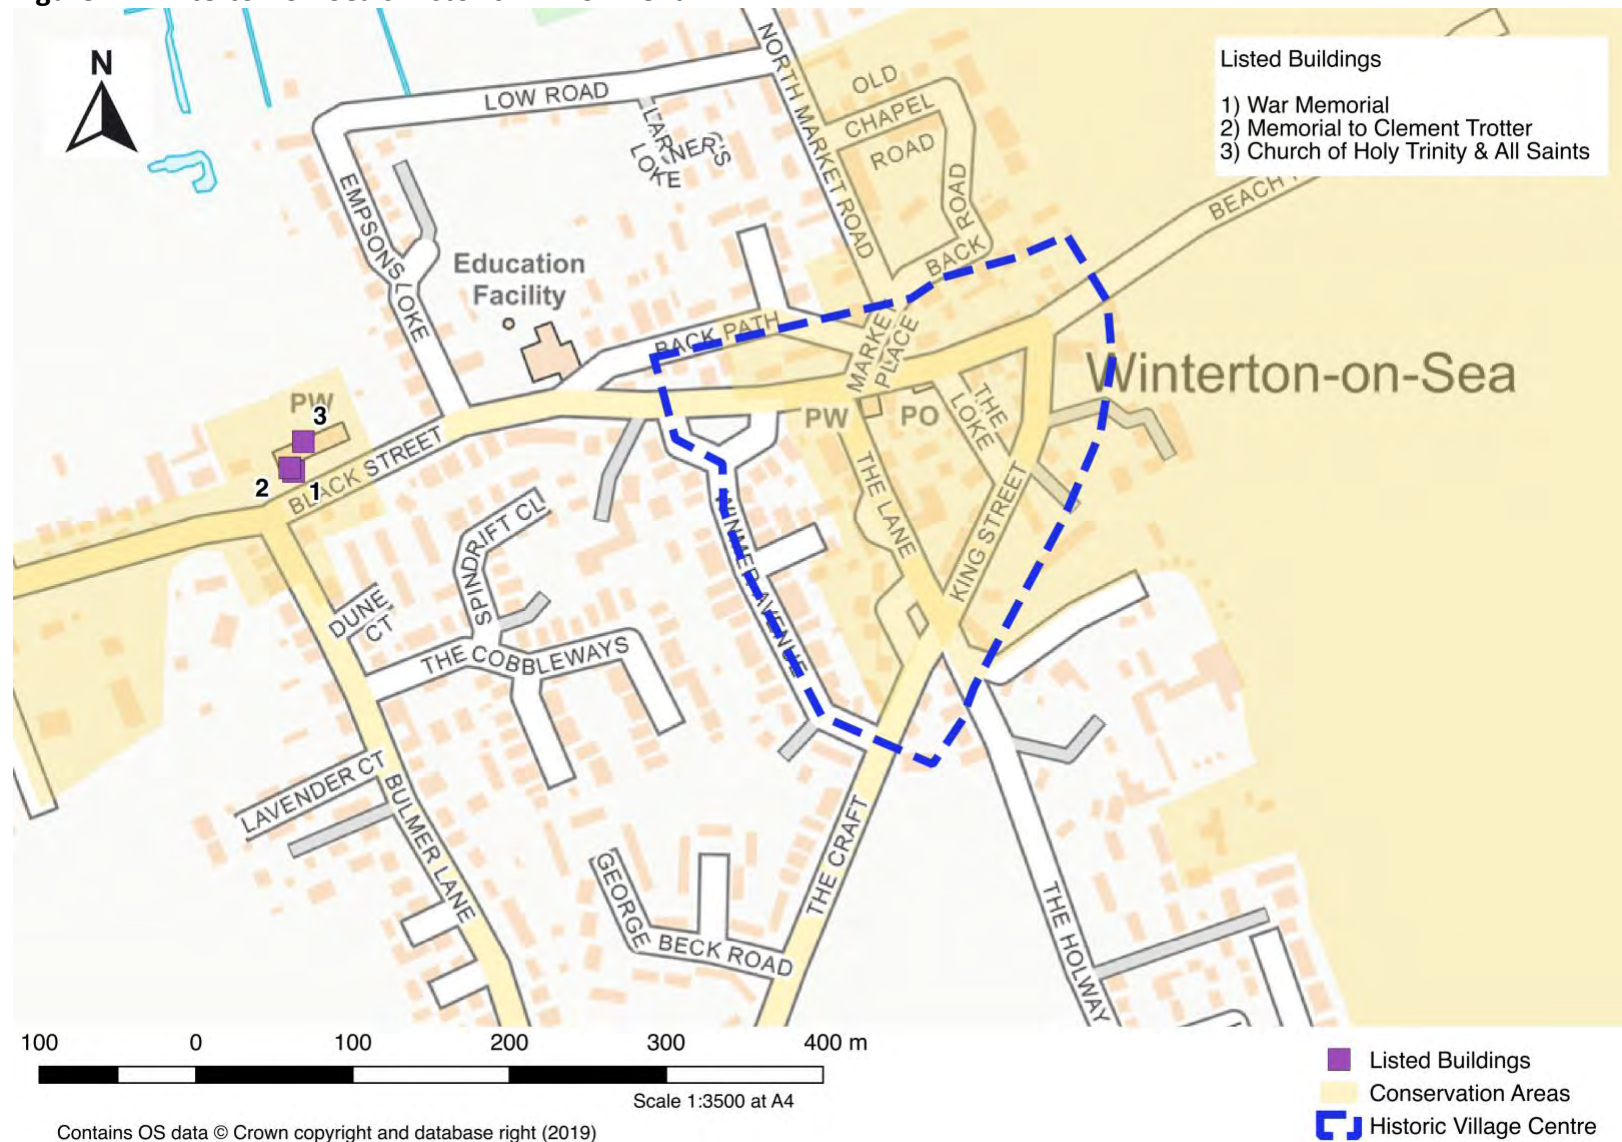 N
Listed Buildings
1) War Memorial
2) Memorial to Clement Trotter
3) Church of Holy Trinity & All Saints
LOW ROAD
NORTH MARKET ROAD
OLD
CHAPEL
ROAD
BACK
ROAD
BEACH
LARNER'S
LOKE
EMPSONS LOKE
Education
Facility
BACK PATH
MARKET
PLACE
Winterton-on-Sea
PW
3
2
1
BLACK STREET
PW
PO
THE
LOKE
THE LANE
KING STREET
WINMER AVENUE
SPINDRIFT CL
DUNE
CT
THE COBBLEWAYS
LAVENDER CT
BULMER LANE
THE CRAFT
GEORGE
BECK ROAD
THE HOLWAY
100 0 100 200 300 400 m
Scale 1:3500 at A4
Contains OS data © Crown copyright and database right (2019)
Listed Buildings
Conservation Areas
Historic Village Centre